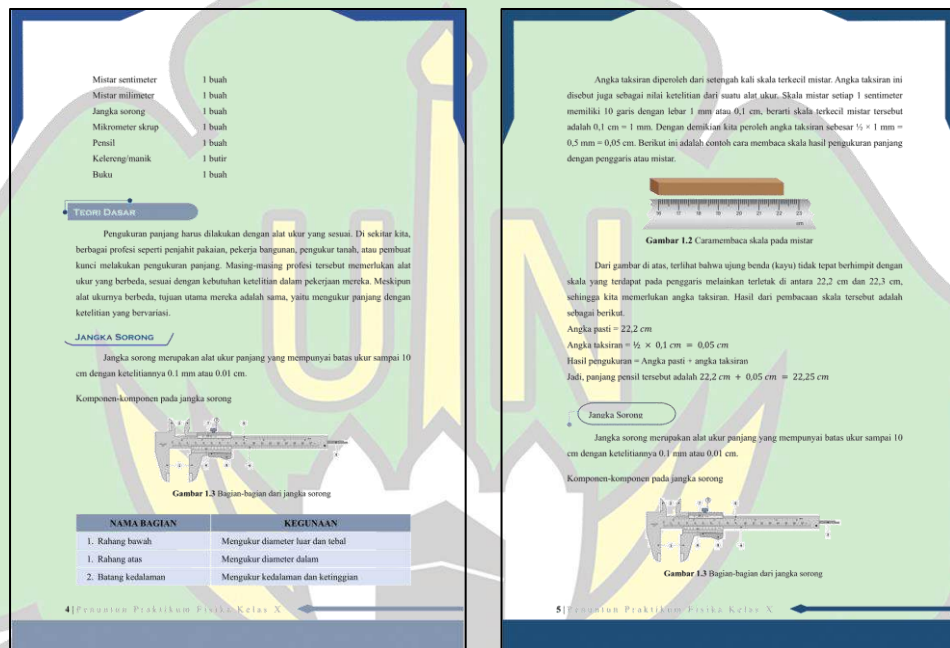 Mistar sentimeter 1 buah
Mistar milimeter 1 buah
Jangka sorong 1 buah
Mikrometer skrup 1 buah
Pensil 1 buah
Kelereng/manik 1 butir
Buku 1 buah
TEORI DASAR
Pengukuran panjang harus dilakukan dengan alat ukur yang sesuai. Di sekitar kita,
berbagai profesi seperti penjahit pakaian, pekerja bangunan, pengukur tanah, atau pembuat
kunci melakukan pengukuran panjang. Masing-masing profesi tersebut memerlukan alat
ukur yang berbeda, sesuai dengan kebutuhan ketelitian dalam pekerjaan mereka. Meskipun
alat ukurnya berbeda, tujuan utama mereka adalah sama, yaitu mengukur panjang dengan
ketelitian yang bervariasi.
JANGKA SORONG
Jangka sorong merupakan alat ukur panjang yang mempunyai batas ukur sampai 10
cm dengan ketelitiannya 0.1 mm atau 0.01 cm.
Komponen-komponen pada jangka sorong
Gambar 1.3 Bagian-bagian dari jangka sorong
NAMA BAGIAN KEGUNAAN
1. Rahang bawah Mengukur diameter luar dan tebal
1. Rahang atas Mengukur diameter dalam
2. Batang kedalaman Mengukur kedalaman dan ketinggian
4|Penuntun Praktikum Fisika Kelas X
Angka taksiran diperoleh dari setengah kali skala terkecil mistar. Angka taksiran ini
disebut juga sebagai nilai ketelitian dari suatu alat ukur. Skala mistar setiap 1 sentimeter
memiliki 10 garis dengan lebar 1 mm atau 0,1 cm, berarti skala terkecil mistar tersebut
adalah 0,1 cm = 1 mm. Dengan demikian kita peroleh angka taksiran sebesar ½ × 1 mm =
0,5 mm = 0,05 cm. Berikut ini adalah contoh cara membaca skala hasil pengukuran panjang
dengan penggaris atau mistar.
16 17 18 19 20 21 22 23
cm
Gambar 1.2 Caramembaca skala pada mistar
Dari gambar di atas, terlihat bahwa ujung benda (kayu) tidak tepat berhimpit dengan
skala yang terdapat pada penggaris melainkan terletak di antara 22,2 cm dan 22,3 cm,
sehingga kita memerlukan angka taksiran. Hasil dari pembacaan skala tersebut adalah
sebagai berikut.
Angka pasti = 22,2 cm
Angka taksiran = ½ × 0,1 cm = 0,05 cm
Hasil pengukuran = Angka pasti + angka taksiran
Jadi, panjang pensil tersebut adalah 22,2 cm + 0,05 cm = 22,25 cm
Jangka Sorong
Jangka sorong merupakan alat ukur panjang yang mempunyai batas ukur sampai 10
cm dengan ketelitiannya 0.1 mm atau 0.01 cm.
Komponen-komponen pada jangka sorong
Gambar 1.3 Bagian-bagian dari jangka sorong
5|Penuntun Praktikum Fisika Kelas X